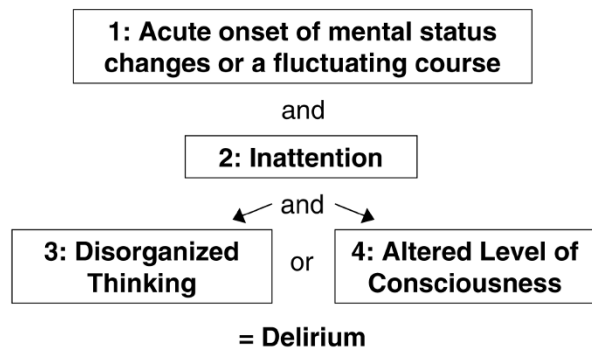 1: Acute onset of mental status
changes or a fluctuating course
and
2: Inattention
and
3: Disorganized
Thinking
or
4: Altered Level of
Consciousness
= Delirium